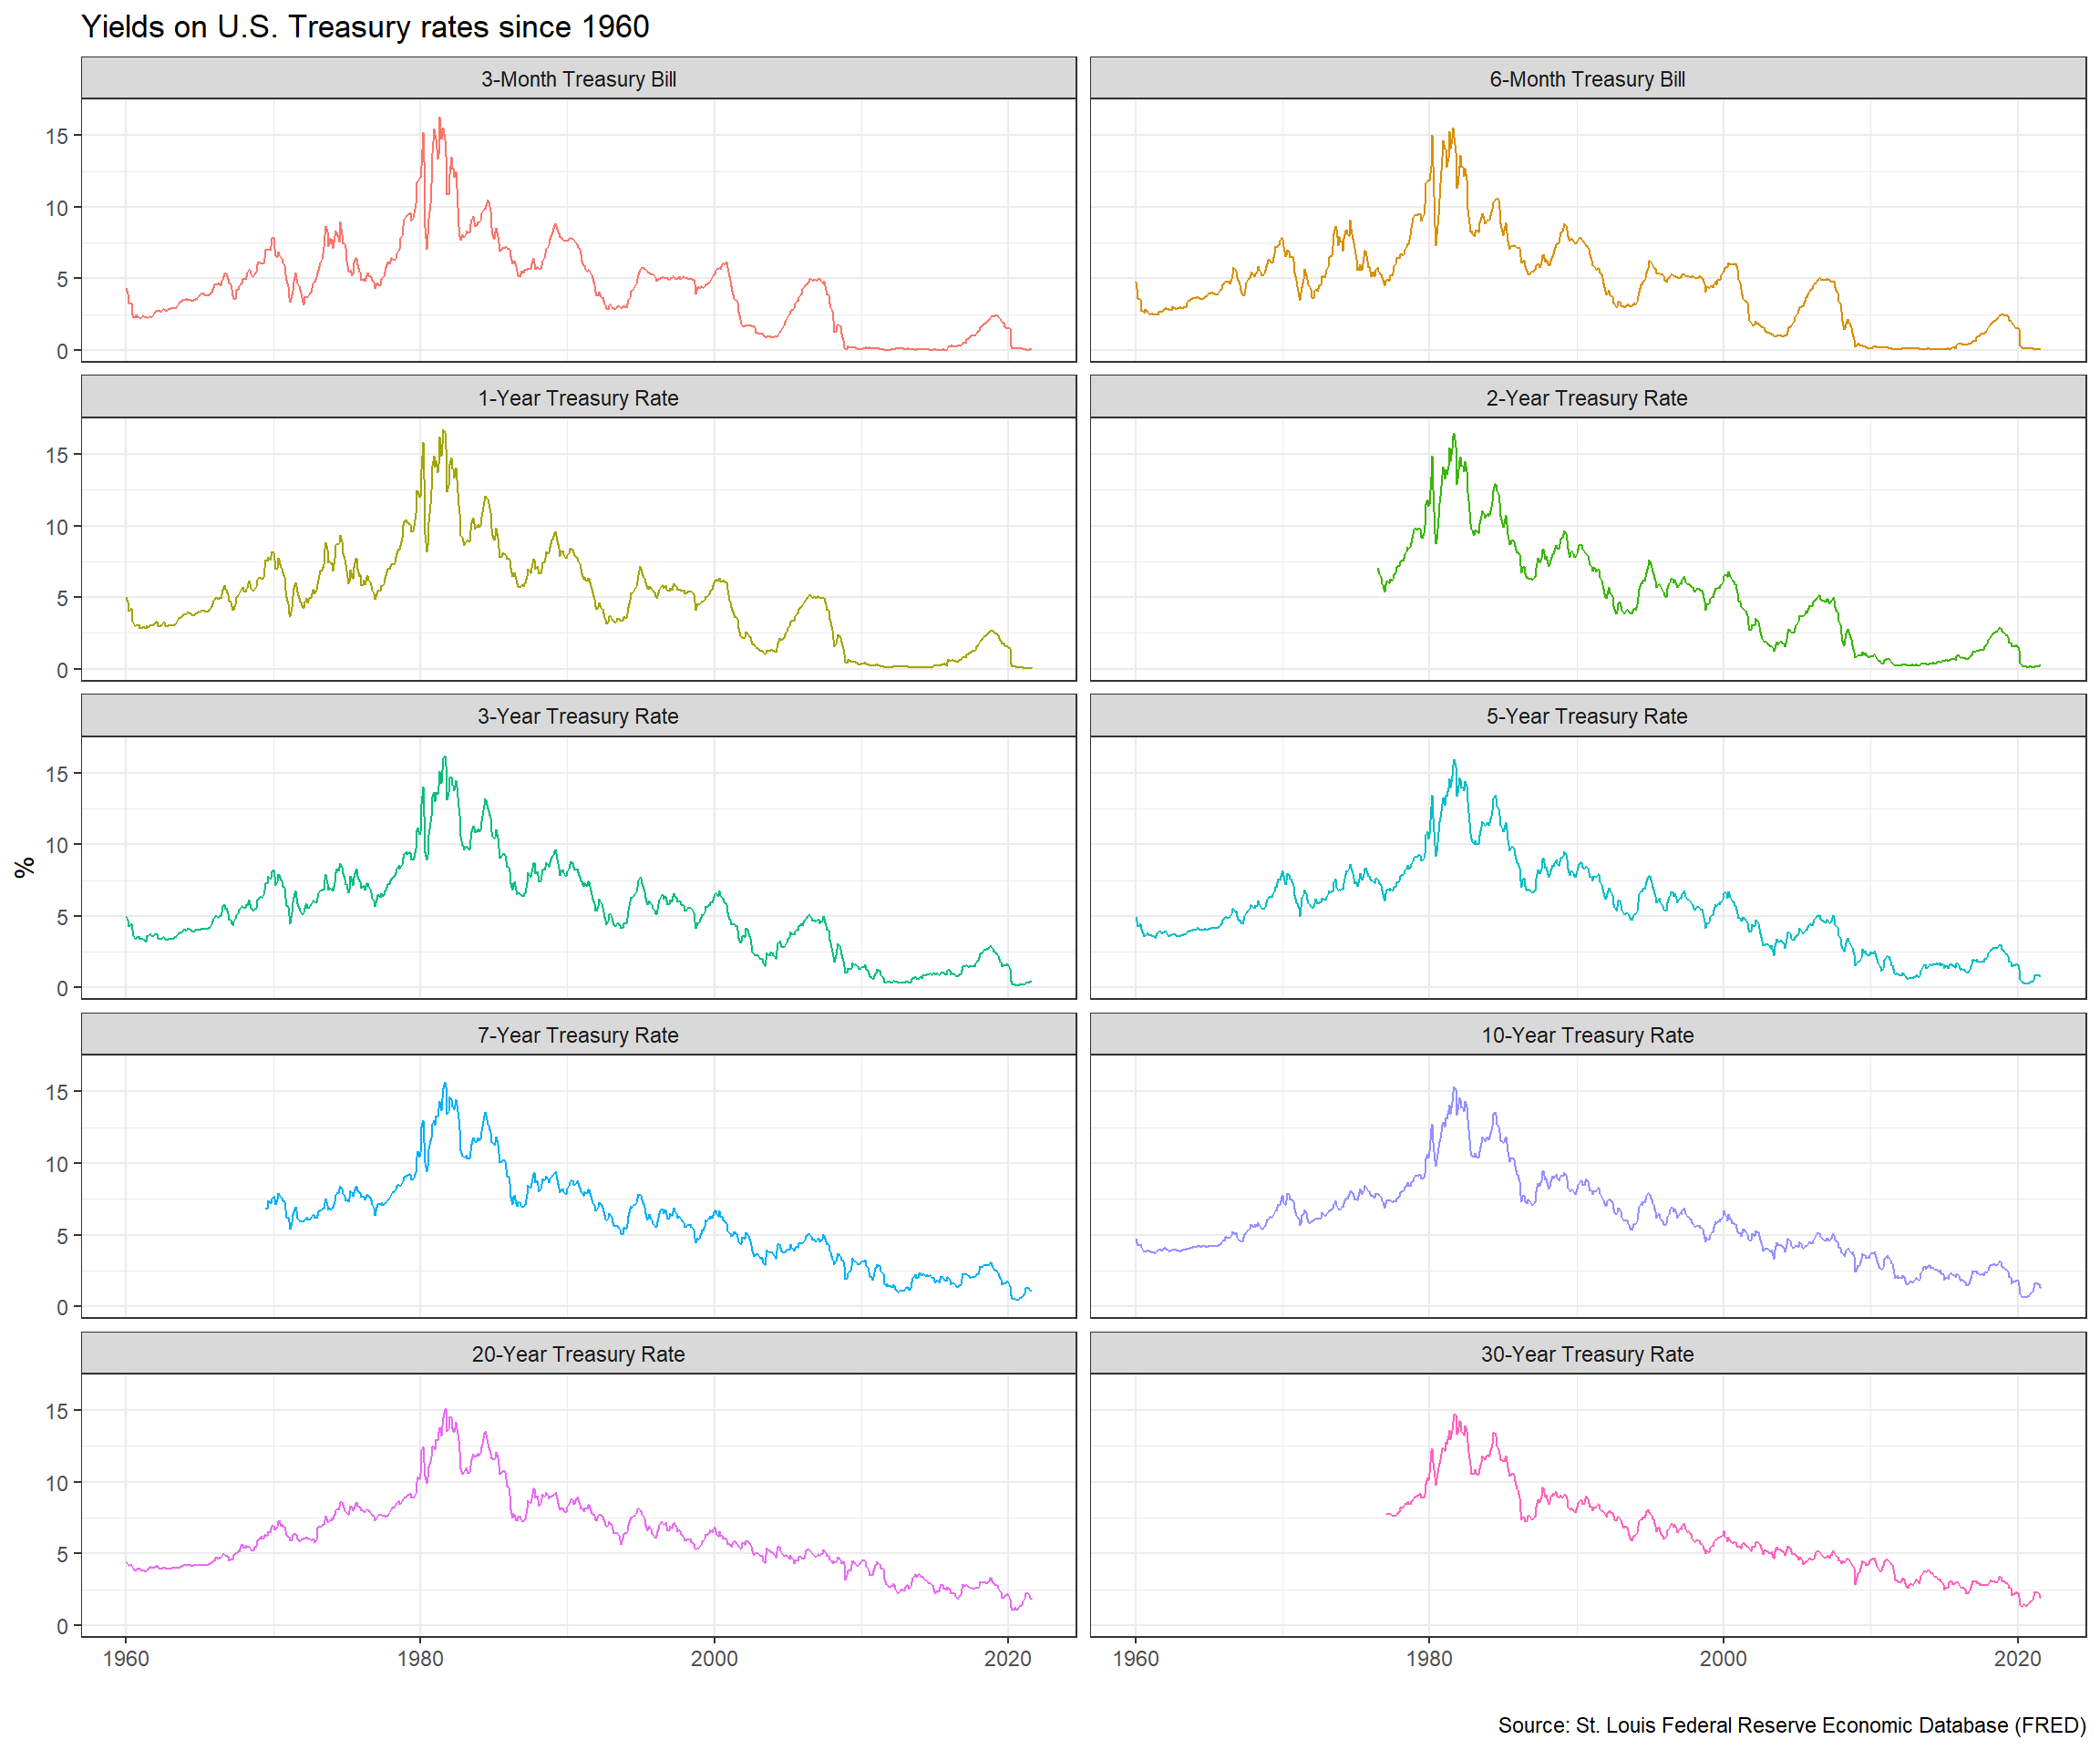 Yields on U.S. Treasury rates since 1960
3-Month Treasury Bill
6-Month Treasury Bill
15
10
5
0
1-Year Treasury Rate
2-Year Treasury Rate
15
10
5
0
3-Year Treasury Rate
5-Year Treasury Rate
15
10
5
0
%
7-Year Treasury Rate
10-Year Treasury Rate
15
10
5
0
20-Year Treasury Rate
30-Year Treasury Rate
15
10
5
0
1960 1980 2000 2020 1960 1980 2000 2020
Source: St. Louis Federal Reserve Economic Database (FRED)